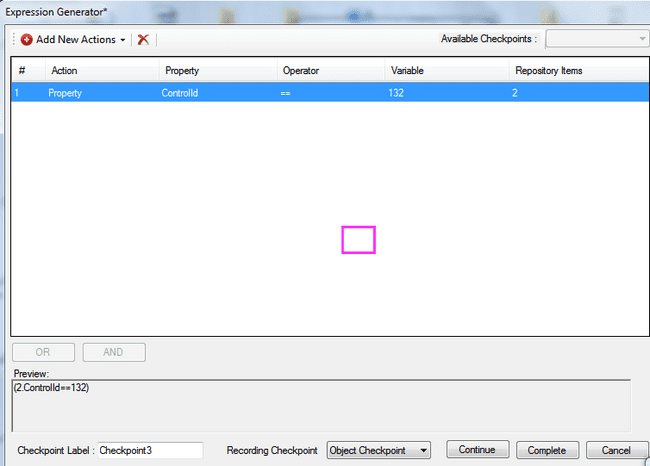 Expression Generator*
Add New Actions
Available Checkpoints :
# Action Property Operator Variable Repository Items
1 Property ControlId == 132 2
OR AND
Preview:
(2.ControlId==132)
Checkpoint Label : Checkpoint3 Recording Checkpoint Object Checkpoint Continue Complete Cancel